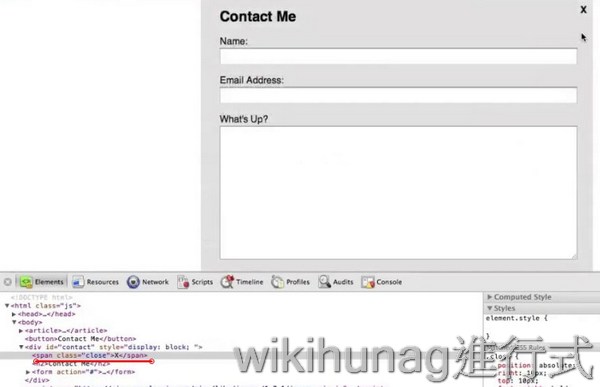 Contact Me
X
Name:
Email Address:
What's Up?
Elements Resources Network Scripts Timeline Profiles Audits Console
<!DOCTYPE html>
<html class="js">
<head>…</head>
<body>
<article>…</article>
<button>Contact Me</button>
<div id="contact" style="display: block; ">
<span class="close">X</span>
<h2>Contact Me</h2>
<form action="#">…</form>
</div>
Computed Style
Styles
element.style {
}
CSS Rules
.close {
position: absolute;
right: 10px;
top: 10px;
wikihunag進行式